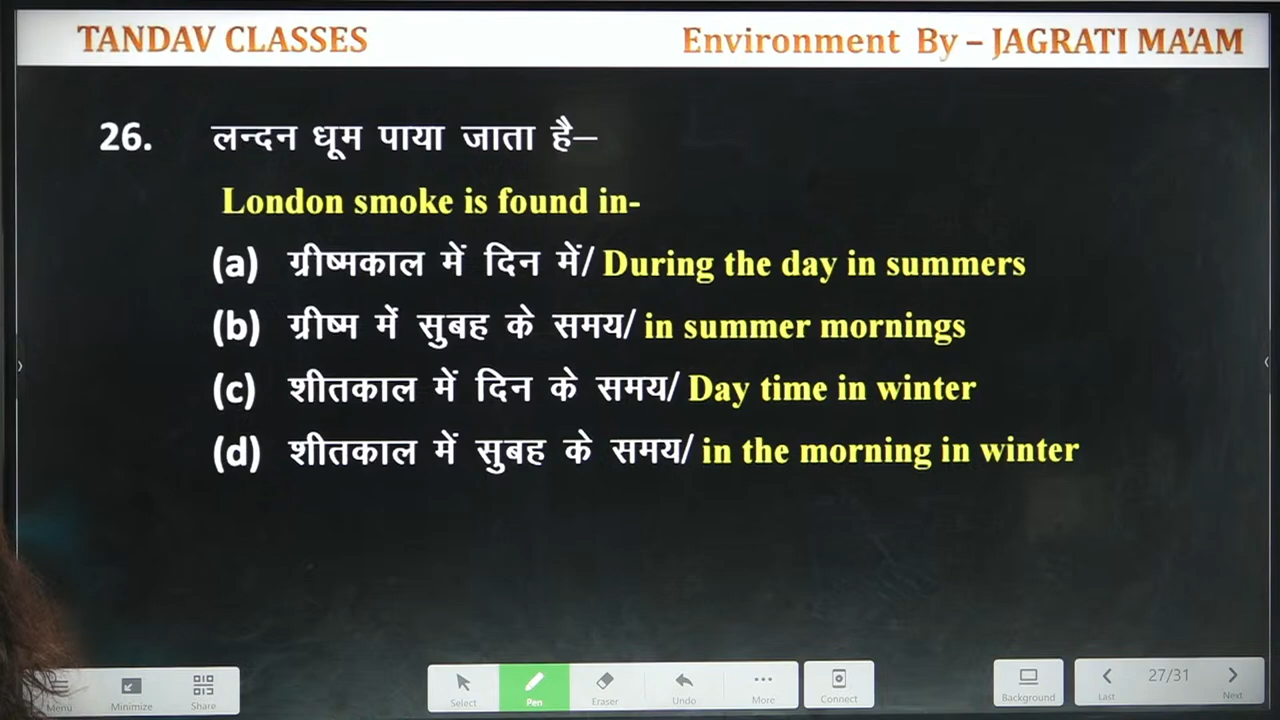 TANDAV CLASSES
Environment By – JAGRATI MA'AM
26. लन्दन धूम पाया जाता है–
London smoke is found in-
(a) ग्रीष्मकाल में दिन में/ During the day in summers
(b) ग्रीष्म में सुबह के समय/ in summer mornings
(c) शीतकाल में दिन के समय/ Day time in winter
(d) शीतकाल में सुबह के समय/ in the morning in winter
Menu Minimize Share Select Pen Eraser Undo More Connect Background Last 27/31 Next